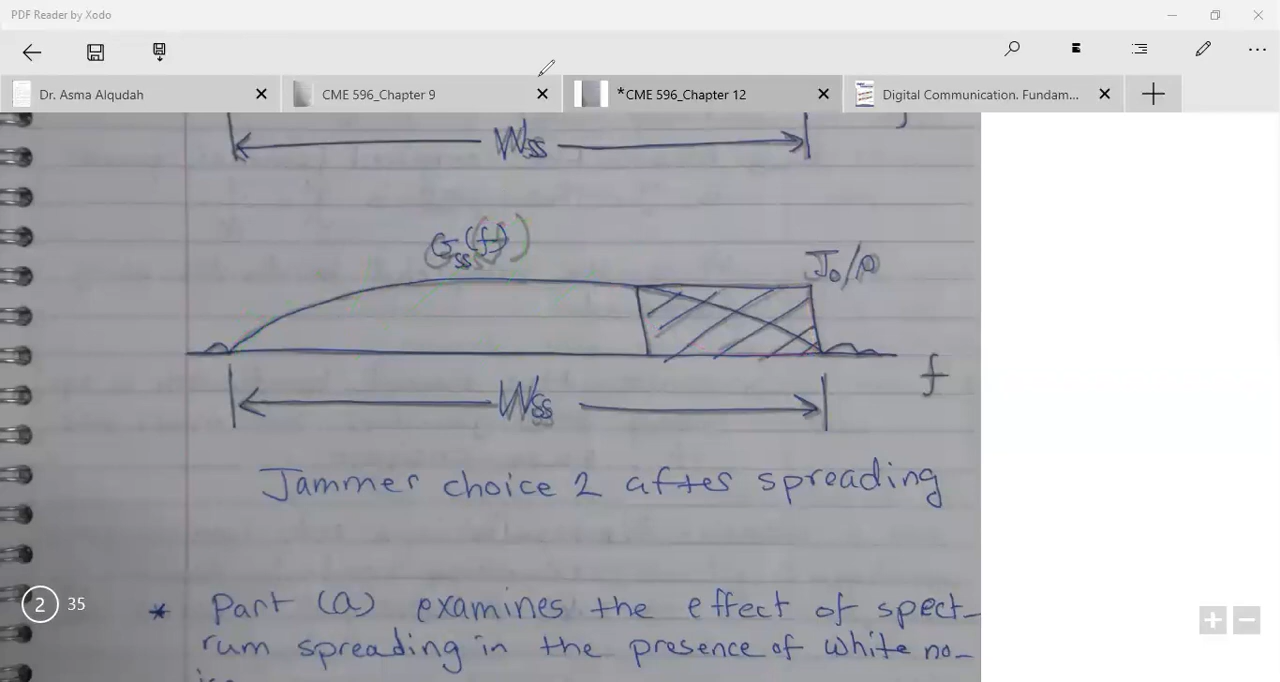 PDF Reader by Xodo
Dr. Asma Alqudah
CME 596_Chapter 9
*CME 596_Chapter 12
Digital Communication. Fundam...
Wss
Gss(f)
J0/ρ
f
Wss
Jammer choice 2 after spreading
2 35
* Part (a) examines the effect of spect-
rum spreading in the presence of white no-